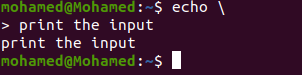 mohamed@Mohamed:~$ echo \
> print the input
print the input
mohamed@Mohamed:~$